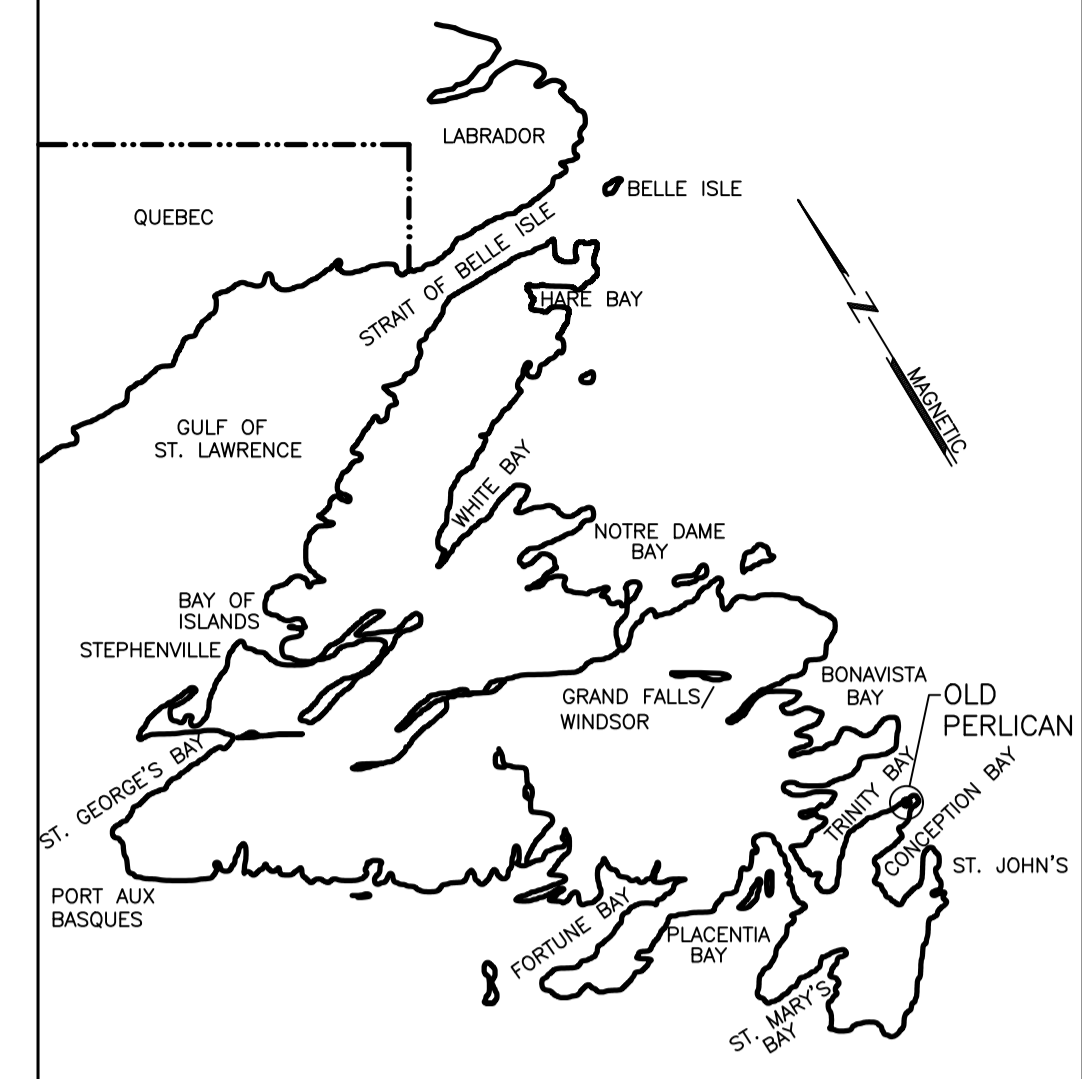 LABRADOR
BELLE ISLE
QUEBEC
STRAIT OF BELLE ISLE
HARE BAY
N
MAGNETIC
GULF OF
ST. LAWRENCE
WHITE BAY
NOTRE DAME
BAY
BAY OF
ISLANDS
STEPHENVILLE
GRAND FALLS/
WINDSOR
BONAVISTA
BAY
OLD
PERLICAN
ST. GEORGE'S BAY
TRINITY BAY
CONCEPTION BAY
ST. JOHN'S
PORT AUX
BASQUES
FORTUNE BAY
PLACENTIA
BAY
ST. MARY'S
BAY